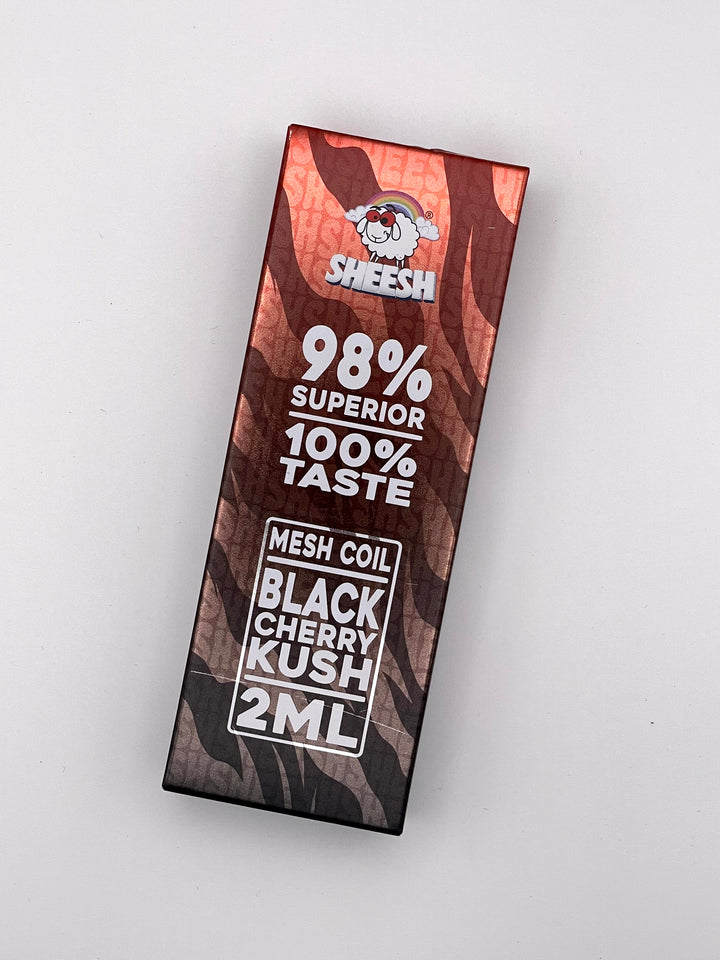 ®
SHEESH
98%
SUPERIOR
100%
TASTE
MESH COIL
BLACK
CHERRY
KUSH
2ML